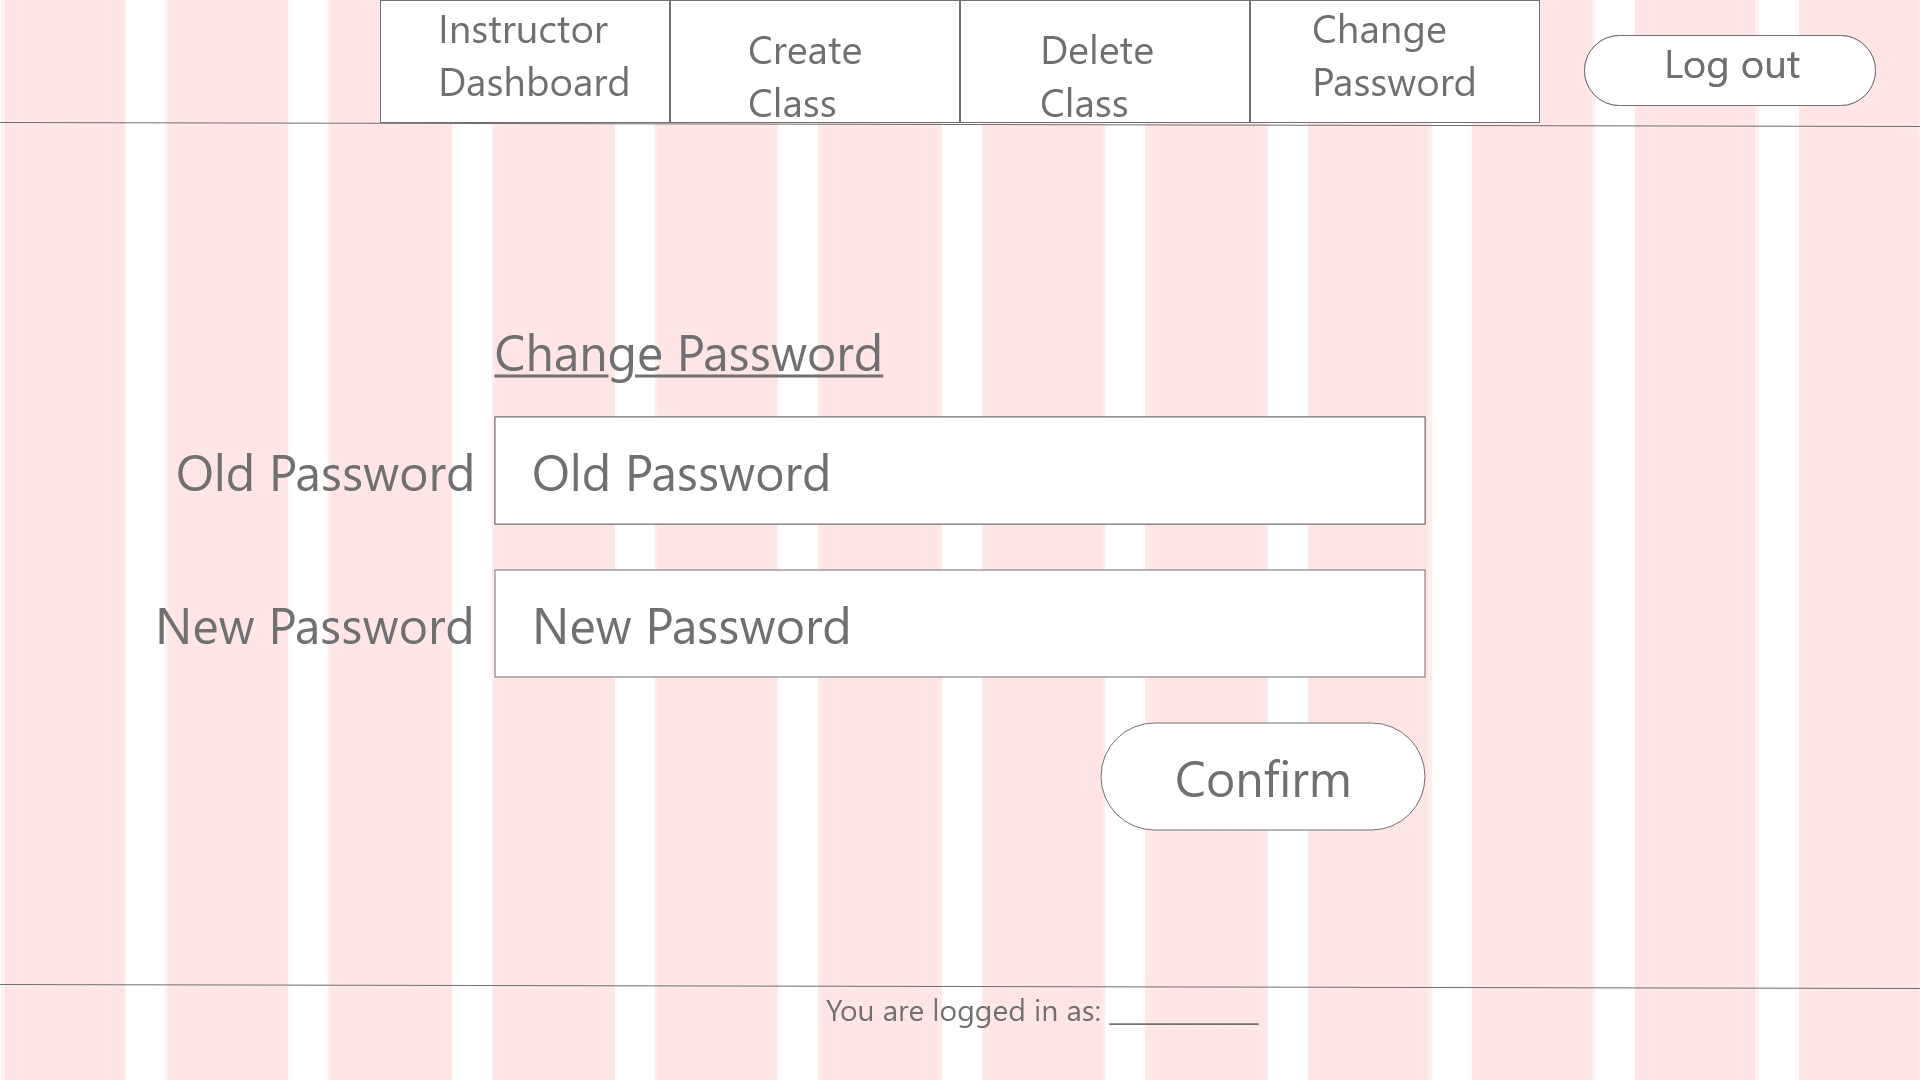 Instructor
Dashboard
Create
Class
Delete
Class
Change
Password
Log out
Change Password
Old Password
Old Password
New Password
New Password
Confirm
You are logged in as: __________